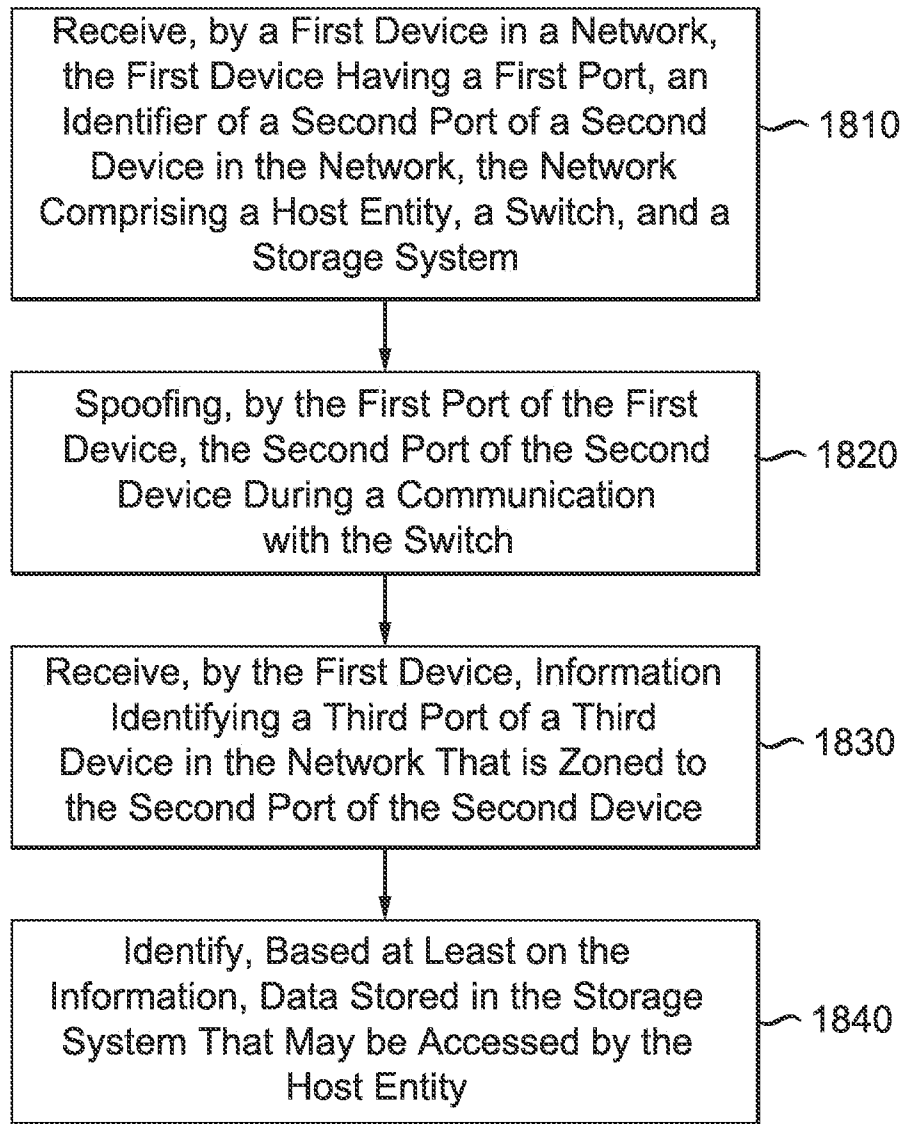 Receive, by a First Device in a Network,
the First Device Having a First Port, an
Identifier of a Second Port of a Second
Device in the Network, the Network
Comprising a Host Entity, a Switch, and a
Storage System
1810
Spoofing, by the First Port of the First
Device, the Second Port of the Second
Device During a Communication
with the Switch
1820
Receive, by the First Device, Information
Identifying a Third Port of a Third
Device in the Network That is Zoned to
the Second Port of the Second Device
1830
Identify, Based at Least on the
Information, Data Stored in the Storage
System That May be Accessed by the
Host Entity
1840